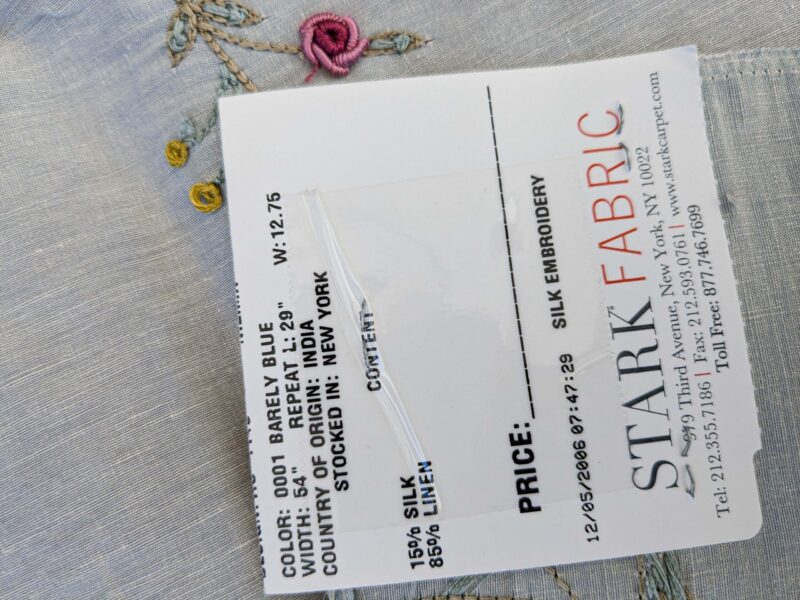 COLOR: 0001 BARELY BLUE
WIDTH: 54" REPEAT L: 29" W: 12.75
COUNTRY OF ORIGIN: INDIA
STOCKED IN: NEW YORK
CONTENT
15% SILK
85% LINEN
PRICE:
12/05/2006 07:47:29 SILK EMBROIDERY
STARK FABRIC
979 Third Avenue, New York, NY 10022
Tel: 212.355.7186 | Fax: 212.593.0761 | www.starkcarpet.com
Toll Free: 877.746.7699